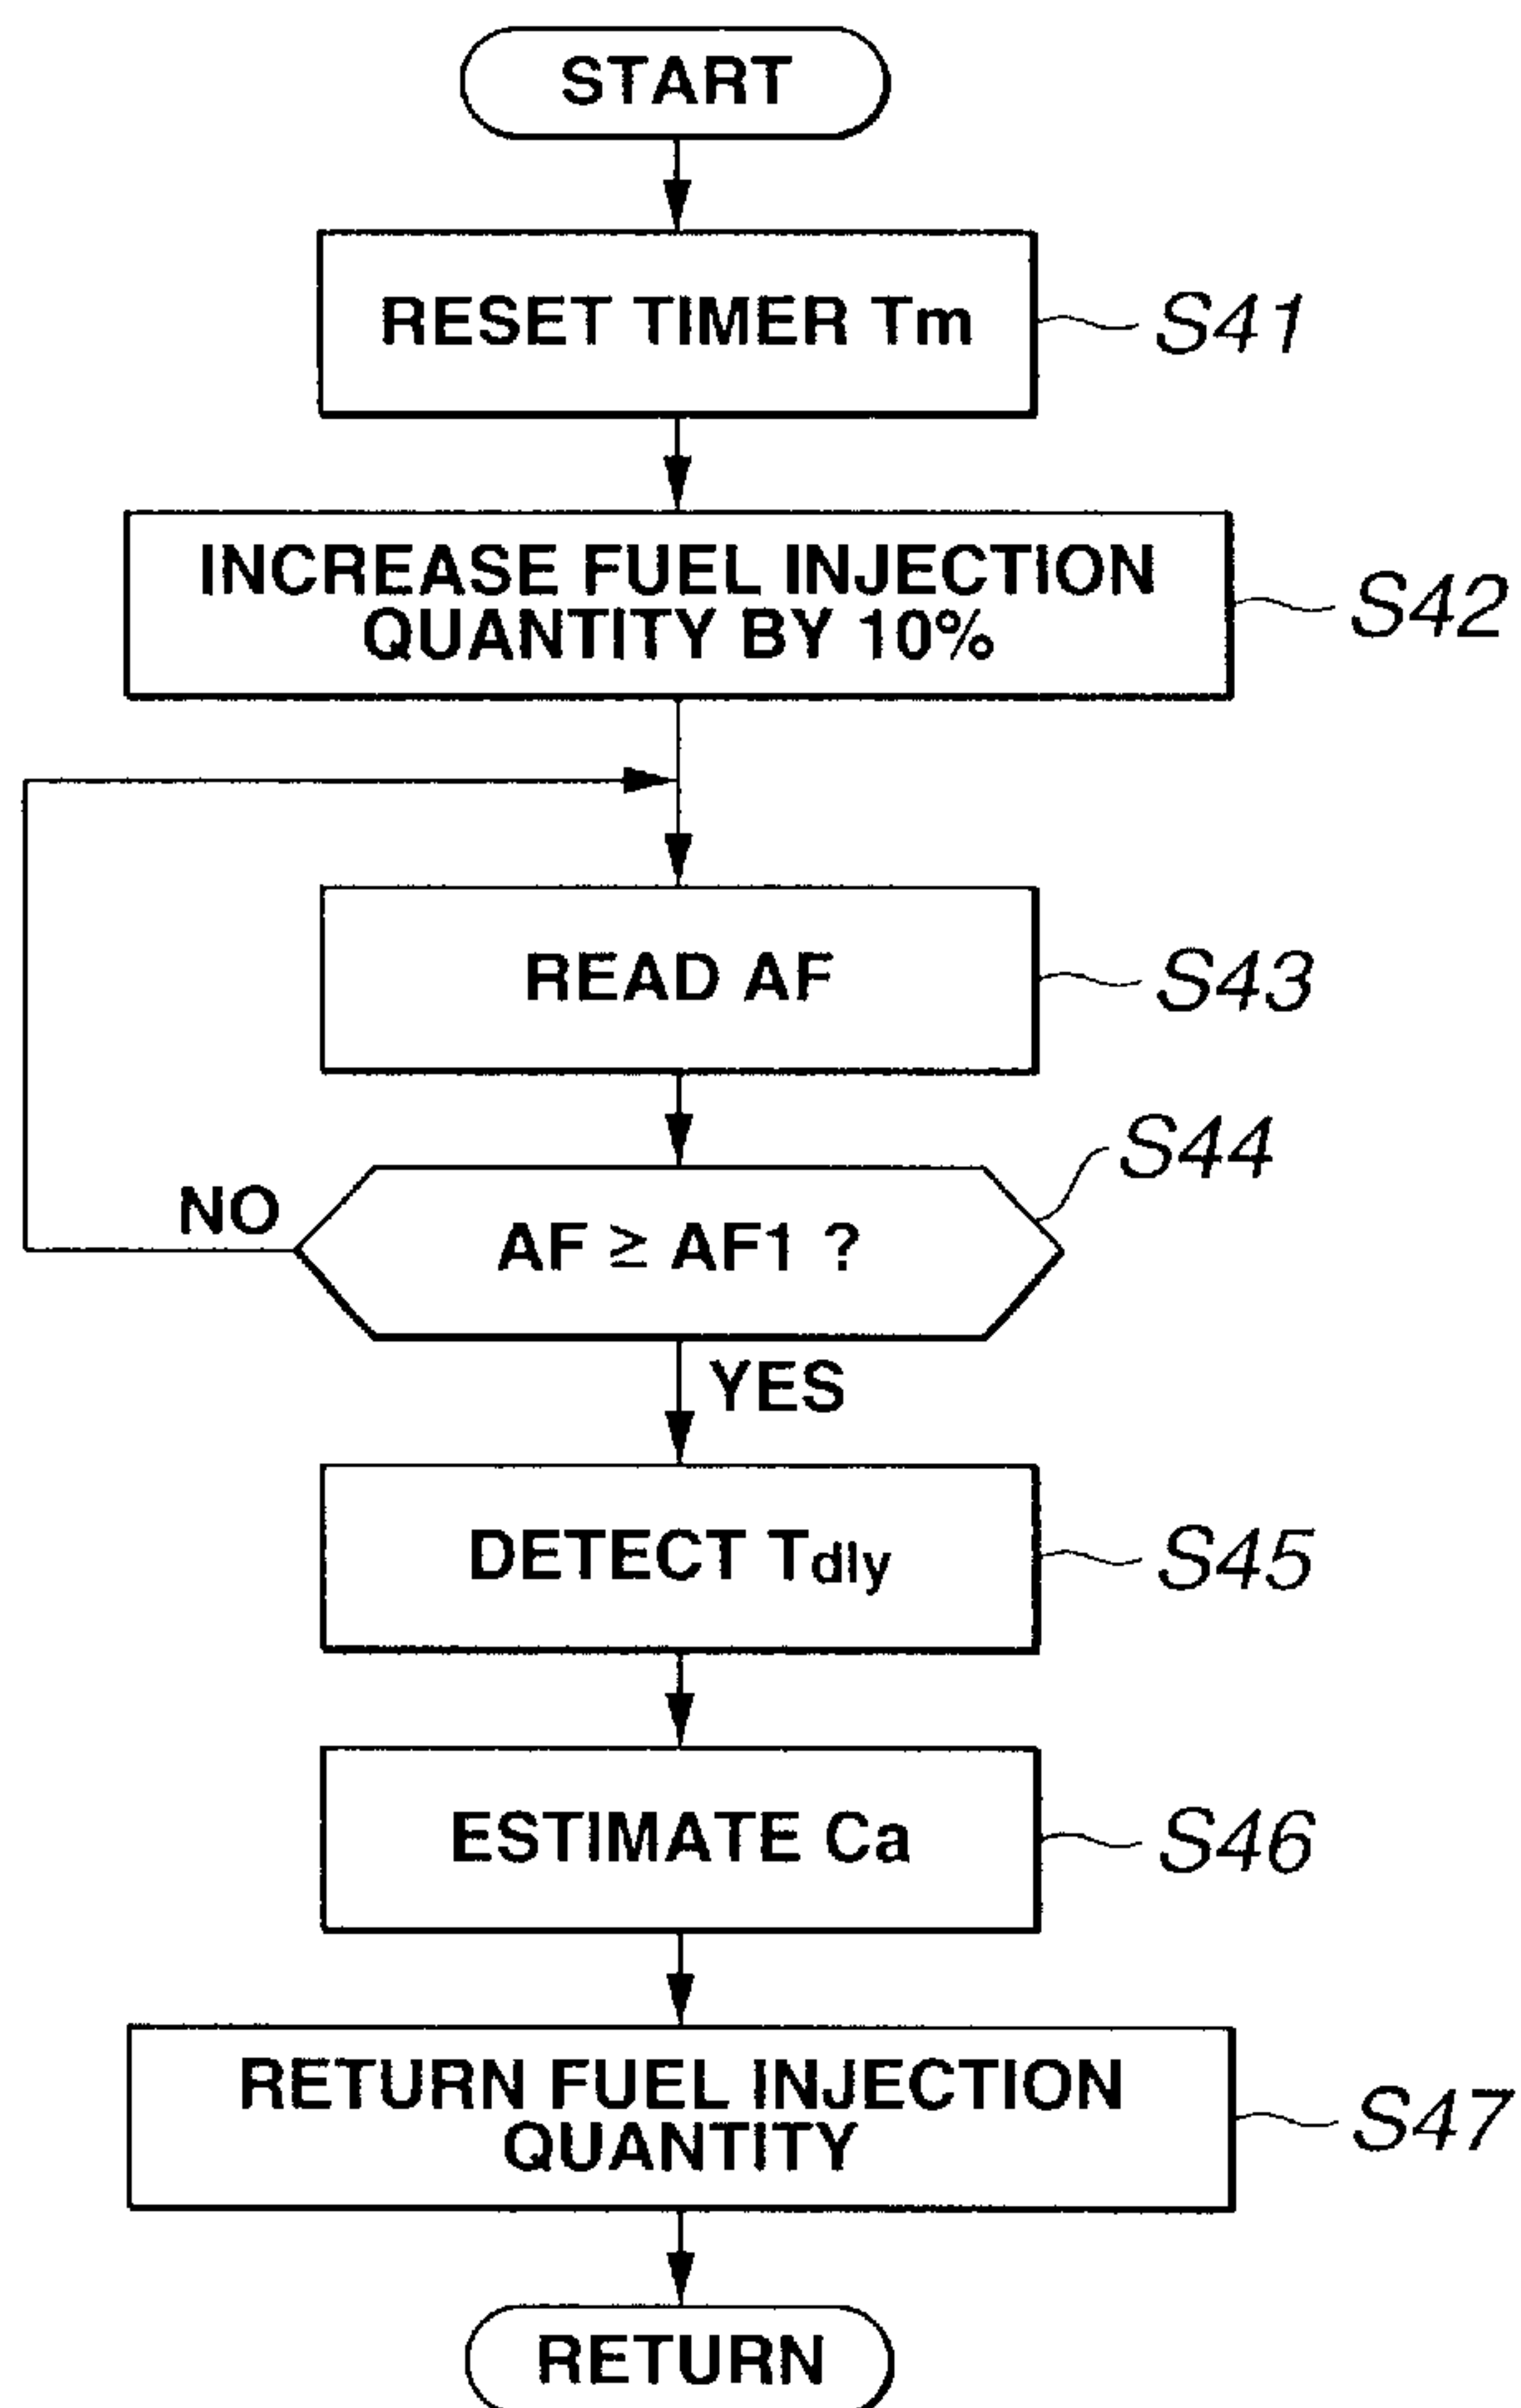 START
RESET TIMER Tm
S41
INCREASE FUEL INJECTION
QUANTITY BY 10%
S42
READ AF
S43
S44
NO
AF ≥ AF1 ?
YES
DETECT Tdly
S45
ESTIMATE Ca
S46
RETURN FUEL INJECTION
QUANTITY
S47
RETURN